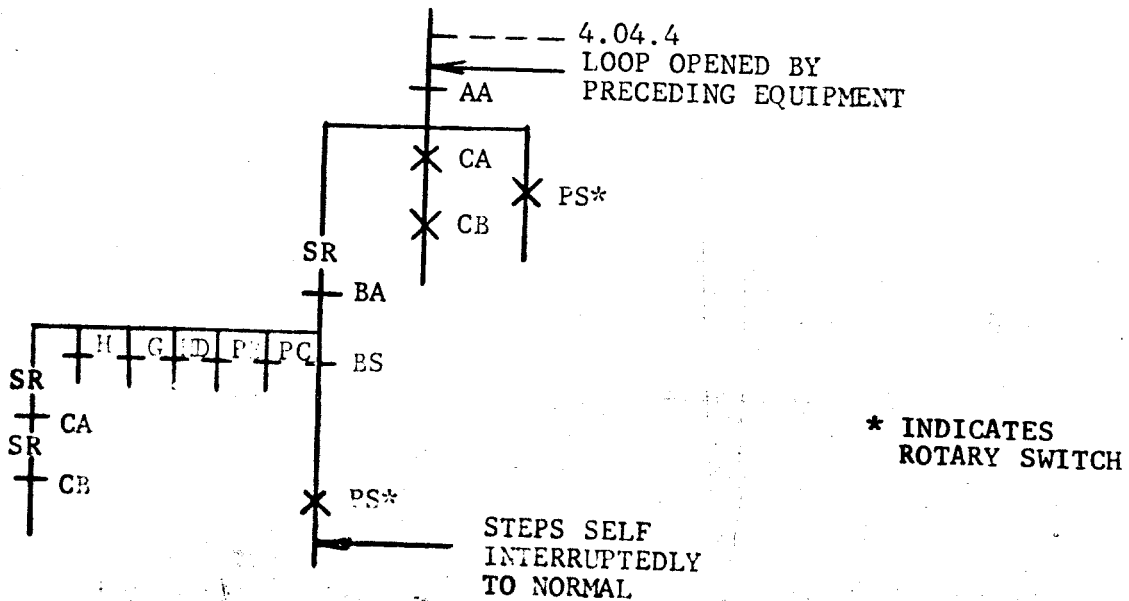 4.04.4
LOOP OPENED BY
PRECEDING EQUIPMENT
AA
CA
PS*
CB
SR
BA
H G D PC BS
SR
CA
SR
CB
PS*
* INDICATES
ROTARY SWITCH
STEPS SELF
INTERRUPTEDLY
TO NORMAL